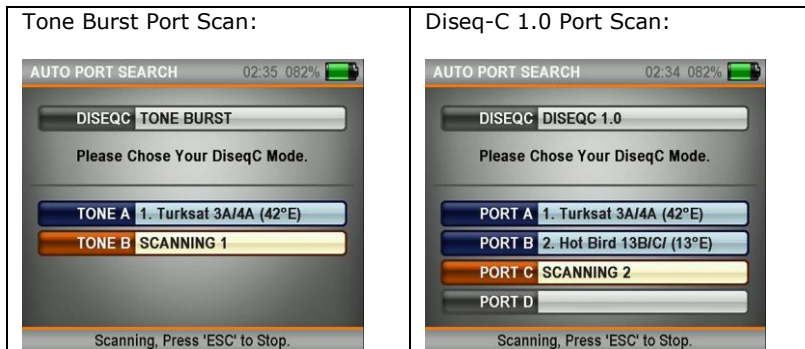 Tone Burst Port Scan:
AUTO PORT SEARCH 02:35 082%
DISEQC TONE BURST
Please Chose Your DiseqC Mode.
TONE A 1. Turksat 3A/4A (42ºE)
TONE B SCANNING 1
Scanning, Press 'ESC' to Stop.
Diseq-C 1.0 Port Scan:
AUTO PORT SEARCH 02:34 082%
DISEQC DISEQC 1.0
Please Chose Your DiseqC Mode.
PORT A 1. Turksat 3A/4A (42ºE)
PORT B 2. Hot Bird 13B/C/ (13ºE)
PORT C SCANNING 2
PORT D
Scanning, Press 'ESC' to Stop.